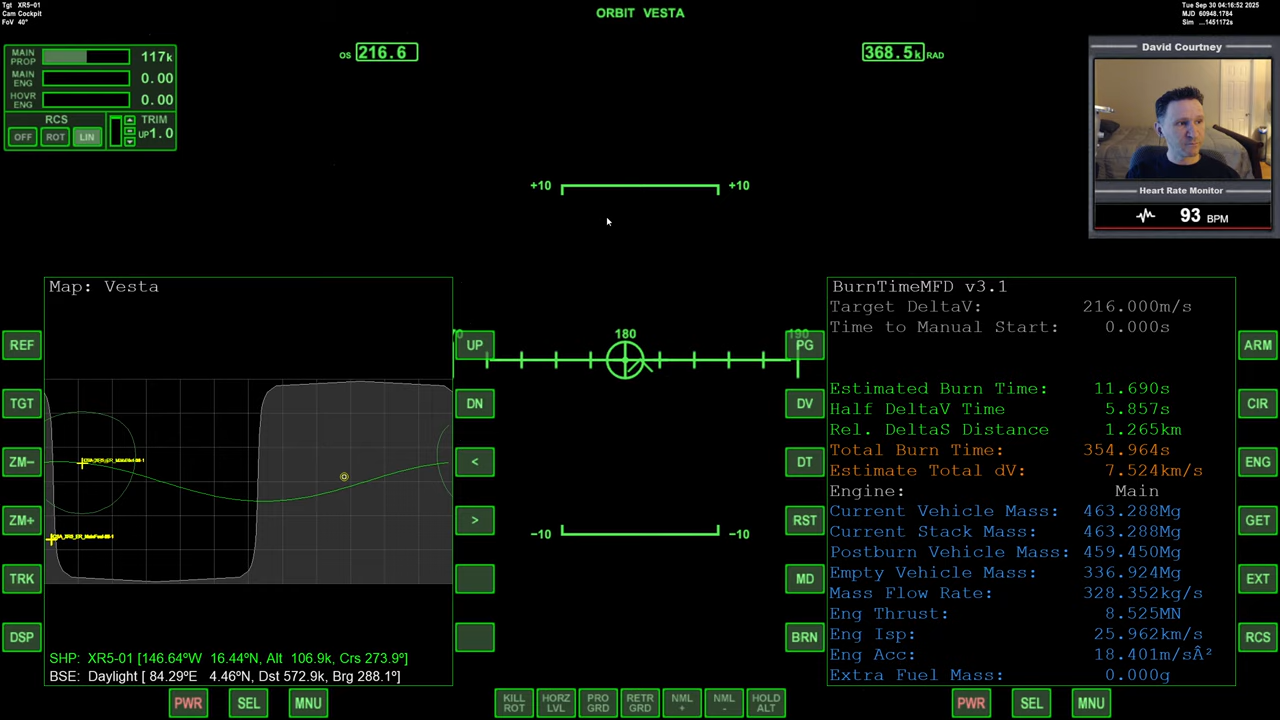 Tgt XR5-01
Cam Cockpit
FoV 40°
ORBIT VESTA
Tue Sep 30 04:16:52 2025
MJD 60948.1784
Sim ...1451172s
MAIN PROP 117k
MAIN ENG 0.00
HOVR ENG 0.00
RCS TRIM
OFF ROT LIN UP1.0
OS 216.6
368.5k RAD
David Courtney
Heart Rate Monitor
93 BPM
+10 +10
180 190
-10 -10
Map: Vesta
REF
TGT
ZM-
ZM+
TRK
DSP
UP
DN
<
>
SHP: XR5-01 [146.64°W 16.44°N, Alt 106.9k, Crs 273.9°]
BSE: Daylight [ 84.29°E 4.46°N, Dst 572.9k, Brg 288.1°]
PWR SEL MNU
KILL ROT
HORZ LVL
PRO GRD
RETR GRD
NML +
NML -
HOLD ALT
PG
DV
DT
RST
MD
BRN
BurnTimeMFD v3.1
Target DeltaV: 216.000m/s
Time to Manual Start: 0.000s
Estimated Burn Time: 11.690s
Half DeltaV Time 5.857s
Rel. DeltaS Distance 1.265km
Total Burn Time: 354.964s
Estimate Total dV: 7.524km/s
Engine: Main
Current Vehicle Mass: 463.288Mg
Current Stack Mass: 463.288Mg
Postburn Vehicle Mass: 459.450Mg
Empty Vehicle Mass: 336.924Mg
Mass Flow Rate: 328.352kg/s
Eng Thrust: 8.525MN
Eng Isp: 25.962km/s
Eng Acc: 18.401m/sÂ²
Extra Fuel Mass: 0.000g
ARM
CIR
ENG
GET
EXT
RCS
PWR SEL MNU